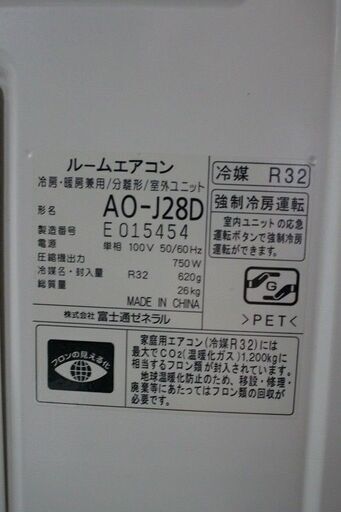 ルームエアコン
冷房・暖房兼用/分離形/室外ユニット
形名 AO-J28D
製造番号 E 015454
電源 単相 100V 50/60Hz
圧縮機出力 750W
冷媒名・封入量 R32 620g
総質量 26kg
MADE IN CHINA
株式会社 富士通ゼネラル
冷媒 R32
強制冷房運転
室内ユニットの応急
運転ボタンで強制冷房
運転ができます。
G
>PET<
フロンの見える化
家庭用エアコン(冷媒R32)には
最大でCO2(温暖化ガス)1,200kgに
相当するフロン類が封入されています。
地球温暖化防止のため、移設・修理・
廃棄等にあたってはフロン類の回収が
必要です。